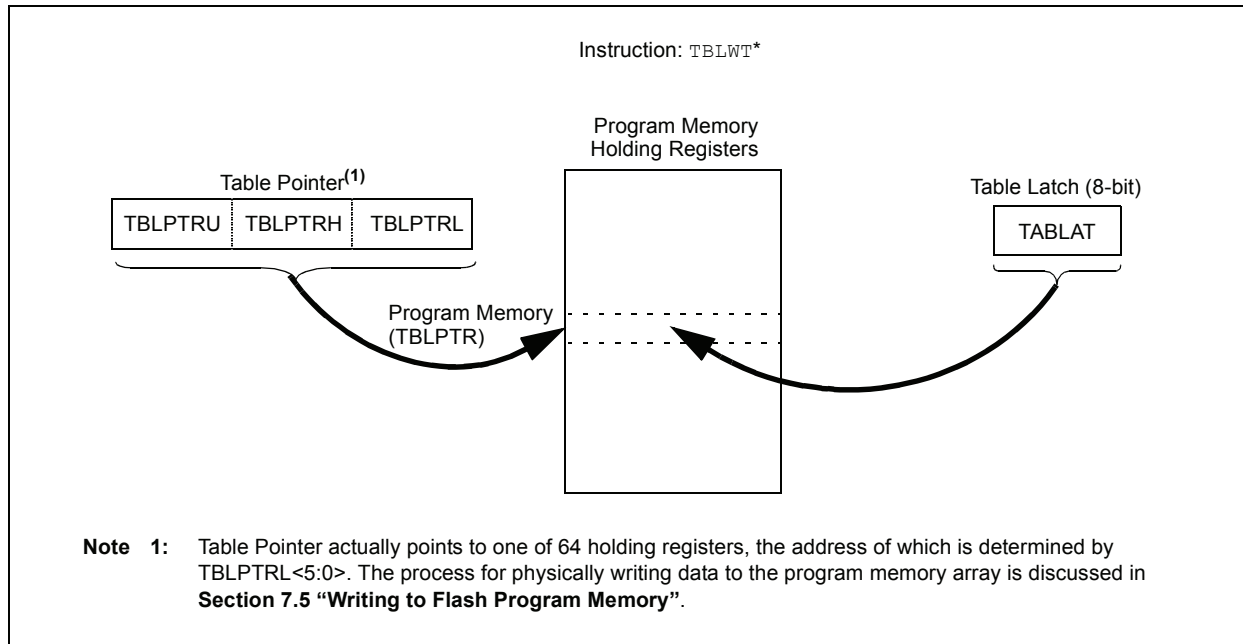 Instruction: TBLWT*
Program Memory
Holding Registers
Table Pointer(1)
Table Latch (8-bit)
TBLPTRU TBLPTRH TBLPTRL
TABLAT
Program Memory
(TBLPTR)
Note 1: Table Pointer actually points to one of 64 holding registers, the address of which is determined by
TBLPTRL<5:0>. The process for physically writing data to the program memory array is discussed in
Section 7.5 “Writing to Flash Program Memory”.